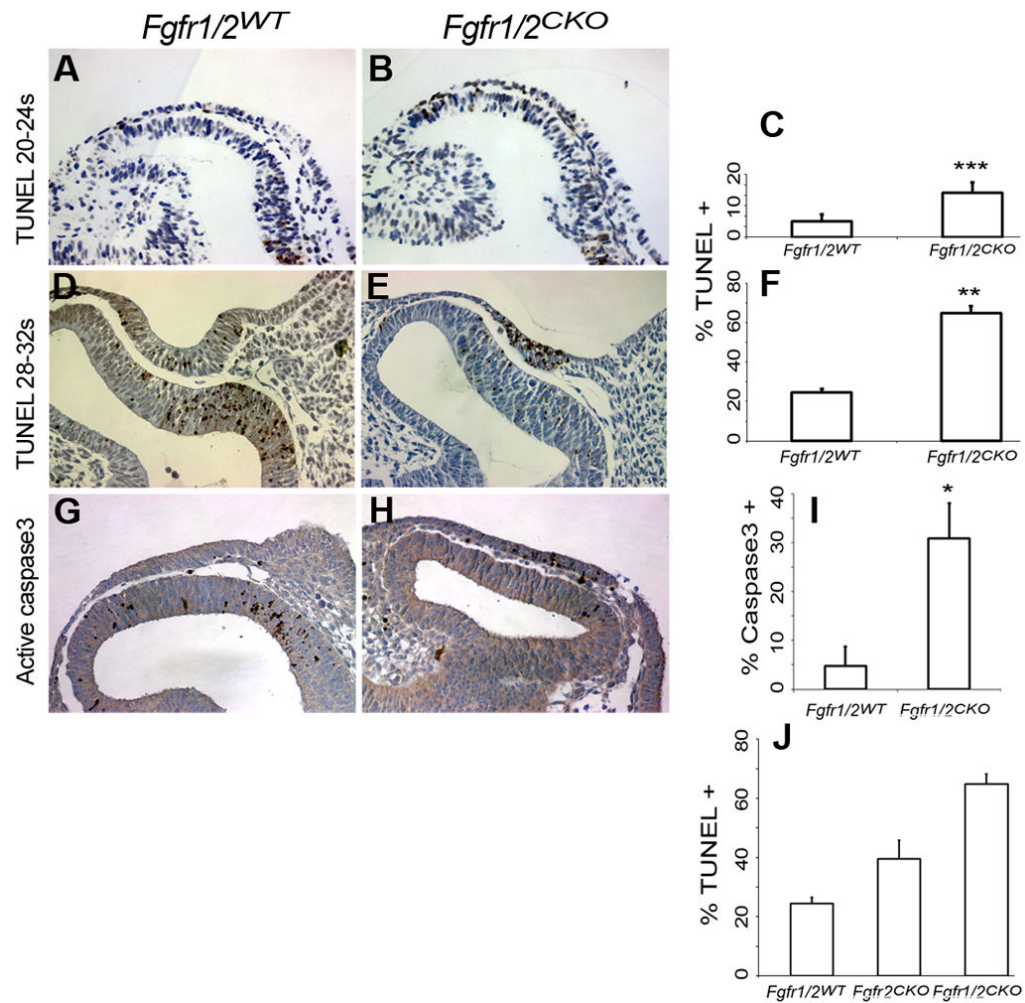 Fgfr1/2WT Fgfr1/2CKO
TUNEL 20-24s
A
B
C
% TUNEL +
20
10
0
***
Fgfr1/2WT Fgfr1/2CKO
TUNEL 28-32s
D
E
F
80
60
40
20
0
**
Fgfr1/2WT Fgfr1/2CKO
Active caspase3
G
H
I
% Caspase3 +
40
30
20
10
0
*
Fgfr1/2WT Fgfr1/2CKO
J
% TUNEL +
80
60
40
20
0
Fgfr1/2WT Fgfr2CKO Fgfr1/2CKO